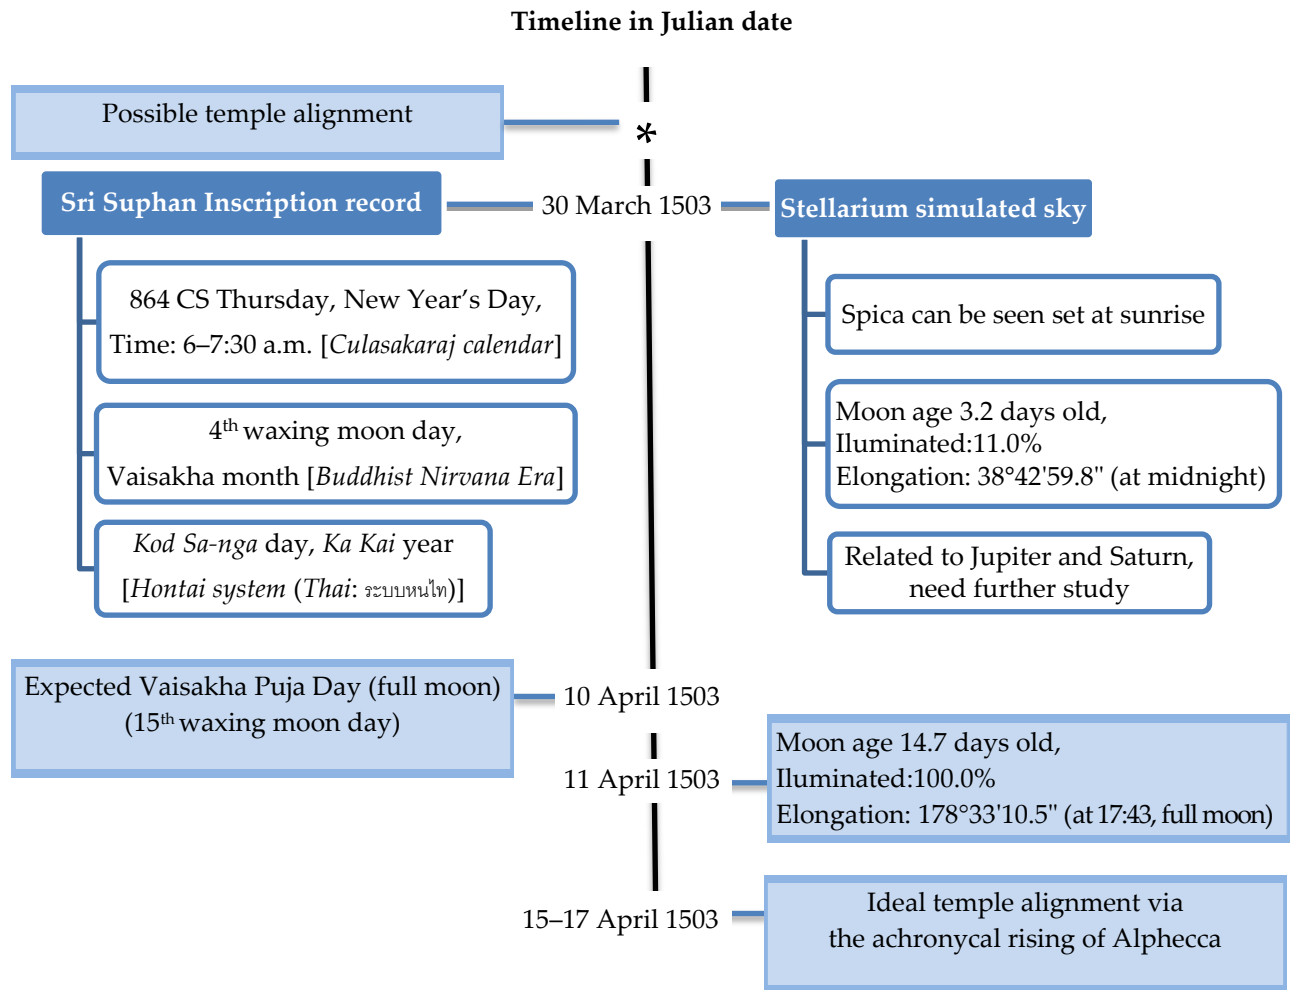 Timeline in Julian date
Possible temple alignment
*
Sri Suphan Inscription record
30 March 1503
Stellarium simulated sky
864 CS Thursday, New Year’s Day,
Time: 6–7:30 a.m. [Culasakaraj calendar]
4th waxing moon day,
Vaisakha month [Buddhist Nirvana Era]
Kod Sa-nga day, Ka Kai year
[Hontai system (Thai: ระบบหนไท)]
Spica can be seen set at sunrise
Moon age 3.2 days old,
Iluminated:11.0%
Elongation: 38°42'59.8" (at midnight)
Related to Jupiter and Saturn,
need further study
Expected Vaisakha Puja Day (full moon)
(15th waxing moon day)
10 April 1503
11 April 1503
Moon age 14.7 days old,
Iluminated:100.0%
Elongation: 178°33'10.5" (at 17:43, full moon)
15–17 April 1503
Ideal temple alignment via
the achronycal rising of Alphecca